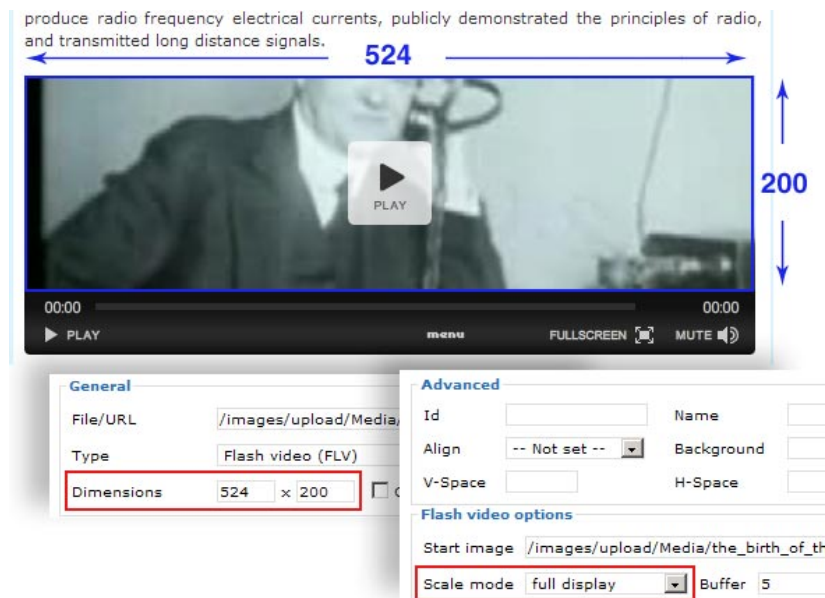 produce radio frequency electrical currents, publicly demonstrated the principles of radio,
and transmitted long distance signals.
524
200
PLAY
00:00 00:00
PLAY menu FULLSCREEN MUTE
General
File/URL /images/upload/Media/
Type Flash video (FLV)
Dimensions 524 x 200
Advanced
Id Name
Align -- Not set -- Background
V-Space H-Space
Flash video options
Start image /images/upload/Media/the_birth_of_th
Scale mode full display Buffer 5